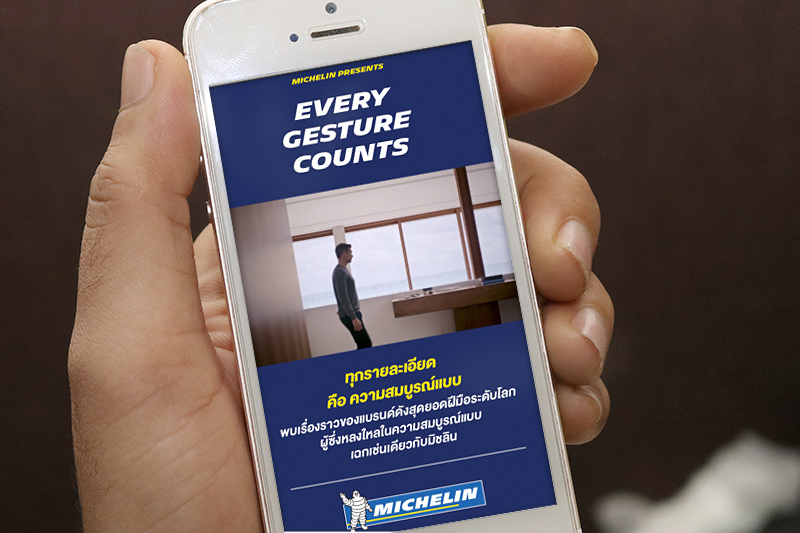 MICHELIN PRESENTS
EVERY
GESTURE
COUNTS
ทุกรายละเอียด
คือ ความสมบูรณ์แบบ
พบเรื่องราวของแบรนด์ดังสุดยอดฝีมือระดับโลก
ผู้ซึ่งหลงใหลในความสมบูรณ์แบบ
เฉกเช่นเดียวกับมิชลิน
MICHELIN